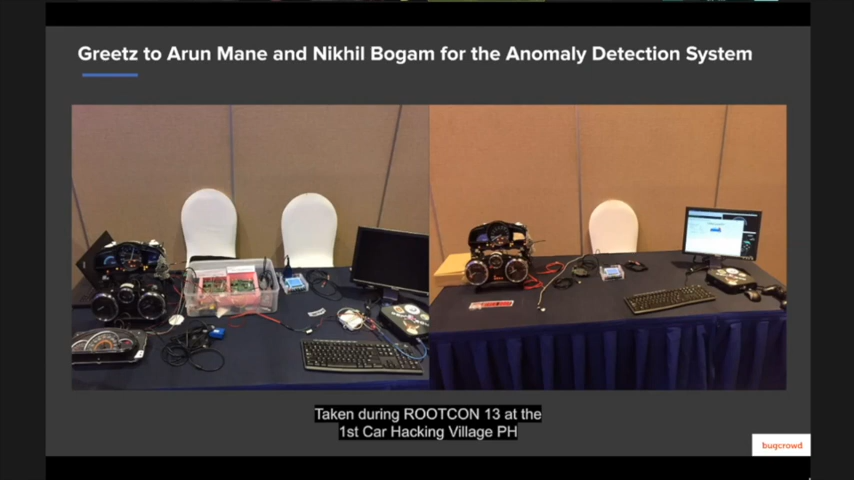 Greetz to Arun Mane and Nikhil Bogam for the Anomaly Detection System
Taken during ROOTCON 13 at the
1st Car Hacking Village PH
bugcrowd